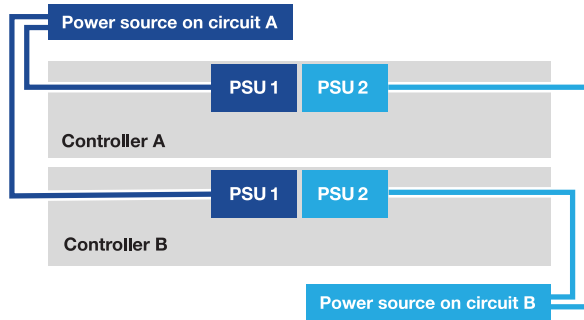 Power source on circuit A
PSU 1
PSU 2
Controller A
PSU 1
PSU 2
Controller B
Power source on circuit B